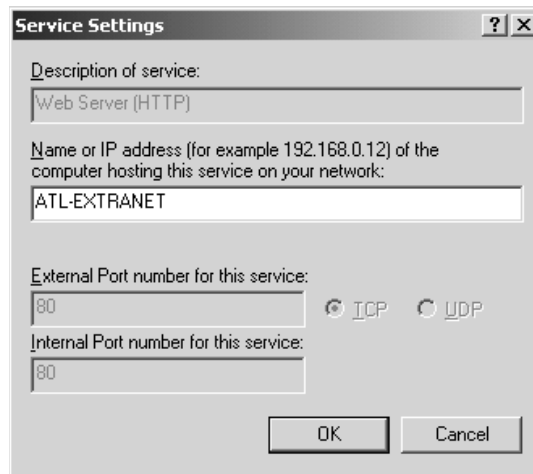 Service Settings
Description of service:
Web Server (HTTP)
Name or IP address (for example 192.168.0.12) of the
computer hosting this service on your network:
ATL-EXTRANET
External Port number for this service:
80
TCP
UDP
Internal Port number for this service:
80
OK
Cancel